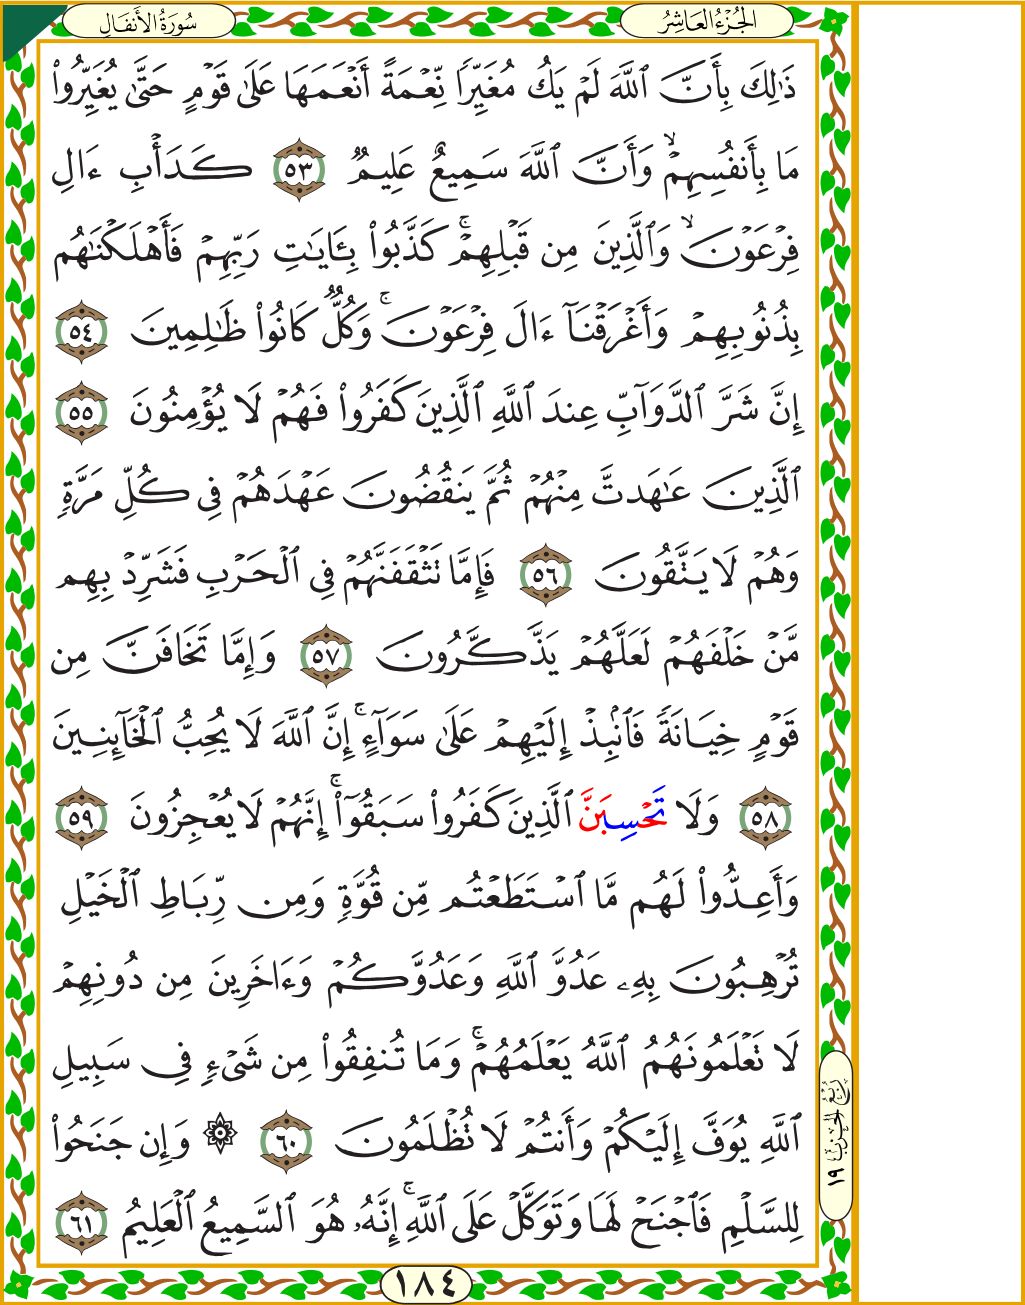 الجُزْءُ العَاشِرُ
سُورَةُ الأَنفَالِ
ذَٰلِكَ بِأَنَّ ٱللَّهَ لَمْ يَكُ مُغَيِّرًا نِّعْمَةً أَنْعَمَهَا عَلَىٰ قَوْمٍ حَتَّىٰ يُغَيِّرُوا۟
مَا بِأَنفُسِهِمْ ۙ وَأَنَّ ٱللَّهَ سَمِيعٌ عَلِيمٌ ٥٣ كَدَأْبِ ءَالِ
فِرْعَوْنَ ۙ وَٱلَّذِينَ مِن قَبْلِهِمْ ۚ كَذَّبُوا۟ بِـَٔايَـٰتِ رَبِّهِمْ فَأَهْلَكْنَـٰهُم
بِذُنُوبِهِمْ وَأَغْرَقْنَآ ءَالَ فِرْعَوْنَ ۚ وَكُلٌّ كَانُوا۟ ظَـٰلِمِينَ ٥٤
إِنَّ شَرَّ ٱلدَّوَآبِّ عِندَ ٱللَّهِ ٱلَّذِينَ كَفَرُوا۟ فَهُمْ لَا يُؤْمِنُونَ ٥٥
ٱلَّذِينَ عَـٰهَدتَّ مِنْهُمْ ثُمَّ يَنقُضُونَ عَهْدَهُمْ فِى كُلِّ مَرَّةٍ
وَهُمْ لَا يَتَّقُونَ ٥٦ فَإِمَّا تَثْقَفَنَّهُمْ فِى ٱلْحَرْبِ فَشَرِّدْ بِهِم
مَّنْ خَلْفَهُمْ لَعَلَّهُمْ يَذَّكَّرُونَ ٥٧ وَإِمَّا تَخَافَنَّ مِن
قَوْمٍ خِيَانَةً فَٱنۢبِذْ إِلَيْهِمْ عَلَىٰ سَوَآءٍ ۚ إِنَّ ٱللَّهَ لَا يُحِبُّ ٱلْخَآئِنِينَ
٥٨ وَلَا تَحْسِبَنَّ ٱلَّذِينَ كَفَرُوا۟ سَبَقُوٓا۟ ۚ إِنَّهُمْ لَا يُعْجِزُونَ ٥٩
وَأَعِدُّوا۟ لَهُم مَّا ٱسْتَطَعْتُم مِّن قُوَّةٍ وَمِن رِّبَاطِ ٱلْخَيْلِ
تُرْهِبُونَ بِهِۦ عَدُوَّ ٱللَّهِ وَعَدُوَّكُمْ وَءَاخَرِينَ مِن دُونِهِمْ
لَا تَعْلَمُونَهُمُ ٱللَّهُ يَعْلَمُهُمْ ۚ وَمَا تُنفِقُوا۟ مِن شَىْءٍ فِى سَبِيلِ
ٱللَّهِ يُوَفَّ إِلَيْكُمْ وَأَنتُمْ لَا تُظْلَمُونَ ٦٠ ۞ وَإِن جَنَحُوا۟
لِلسَّلْمِ فَٱجْنَحْ لَهَا وَتَوَكَّلْ عَلَى ٱللَّهِ ۚ إِنَّهُۥ هُوَ ٱلسَّمِيعُ ٱلْعَلِيمُ ٦١
رُبْعُ الحِزْبِ ١٩
١٨٤